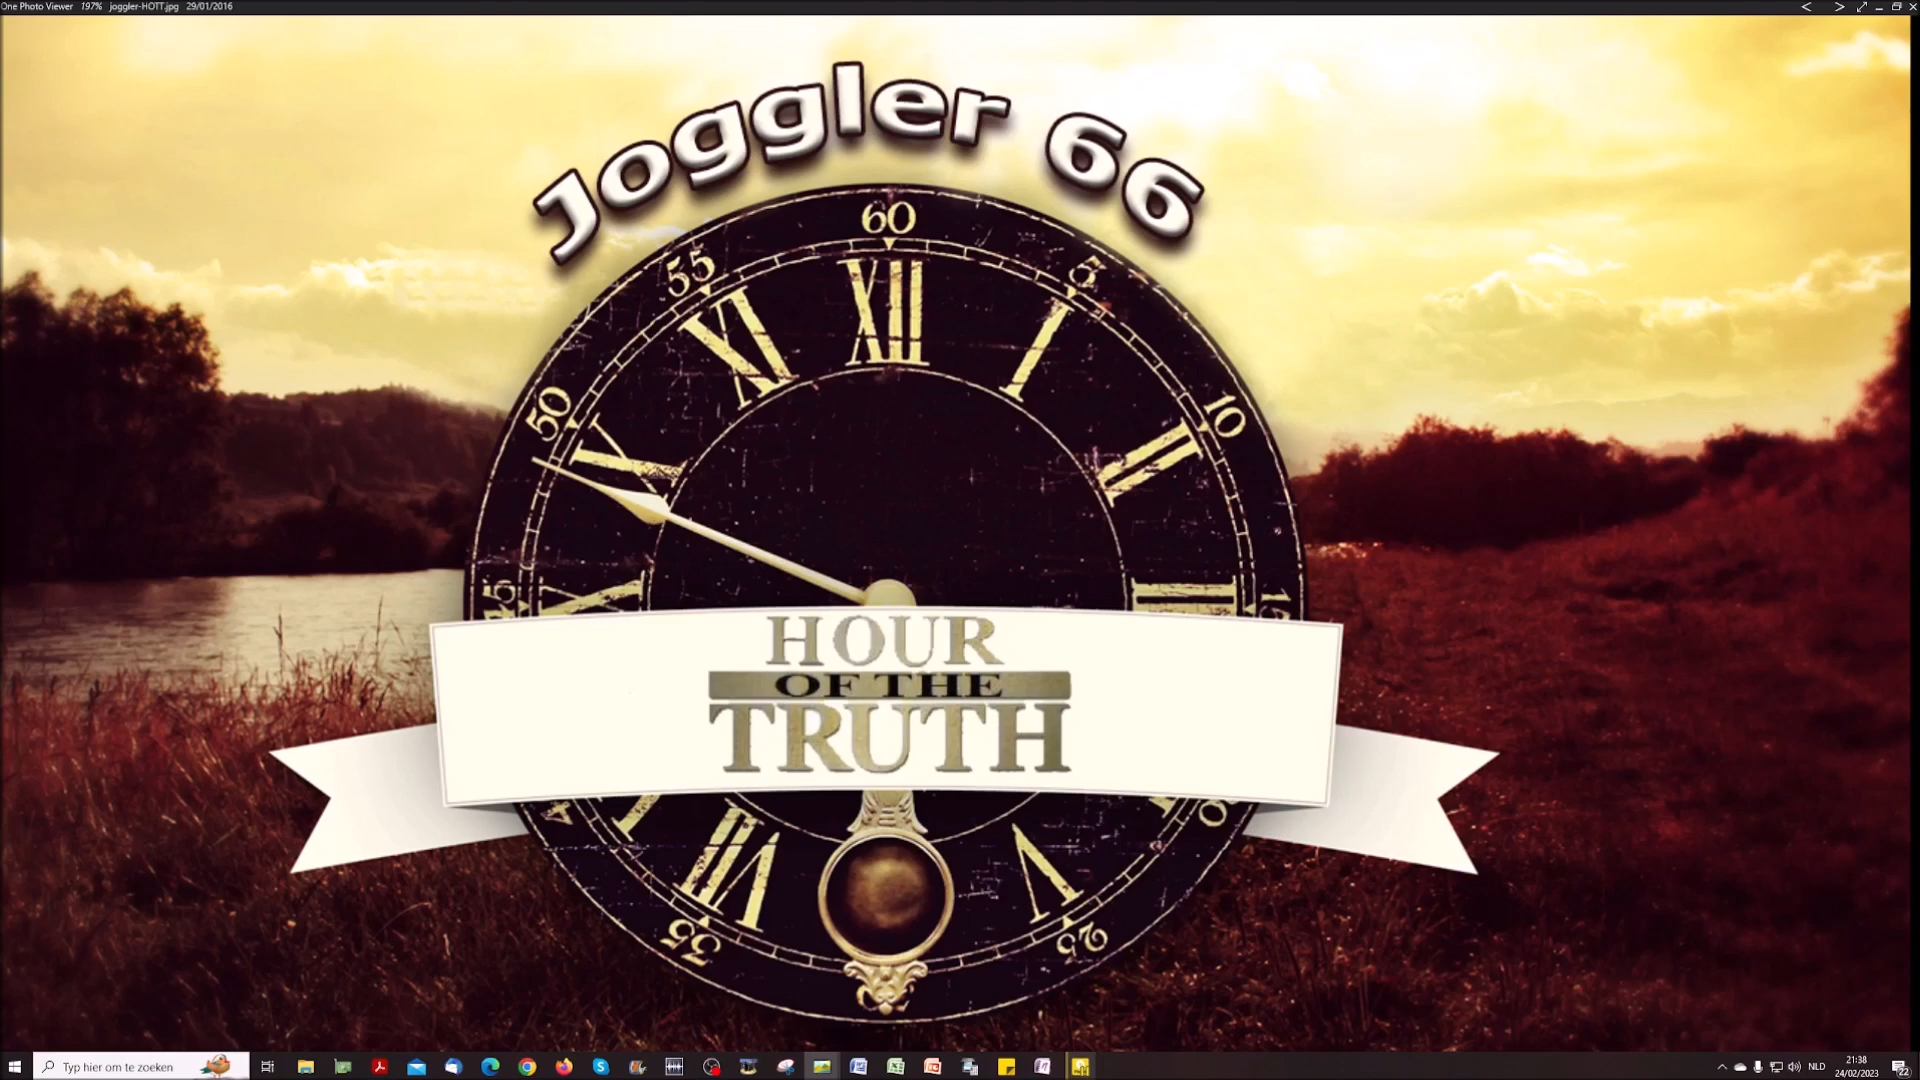 One Photo Viewer 197% joggler-HOTT.jpg 29/01/2016
Joggler 66
60
55 5
XII
XI I
50 10
II
45
HOUR
OF THE
TRUTH
VII V
35 25
Typ hier om te zoeken
NLD
21:38
24/02/2023
22